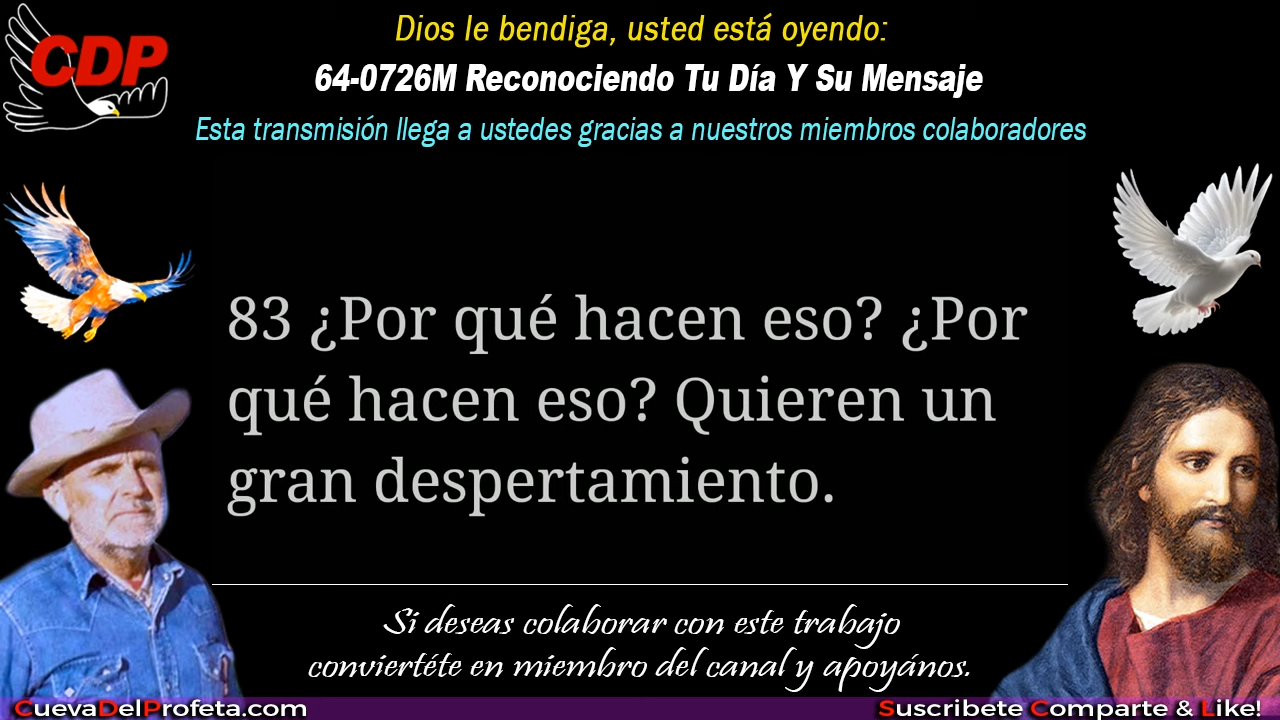 CDP
Dios le bendiga, usted está oyendo:
64-0726M Reconociendo Tu Día Y Su Mensaje
Esta transmisión llega a ustedes gracias a nuestros miembros colaboradores
83 ¿Por qué hacen eso? ¿Por
qué hacen eso? Quieren un
gran despertamiento.
Si deseas colaborar con este trabajo
conviertéte en miembro del canal y apoyános.
CuevaDelProfeta.com
Suscribete Comparte & Like!